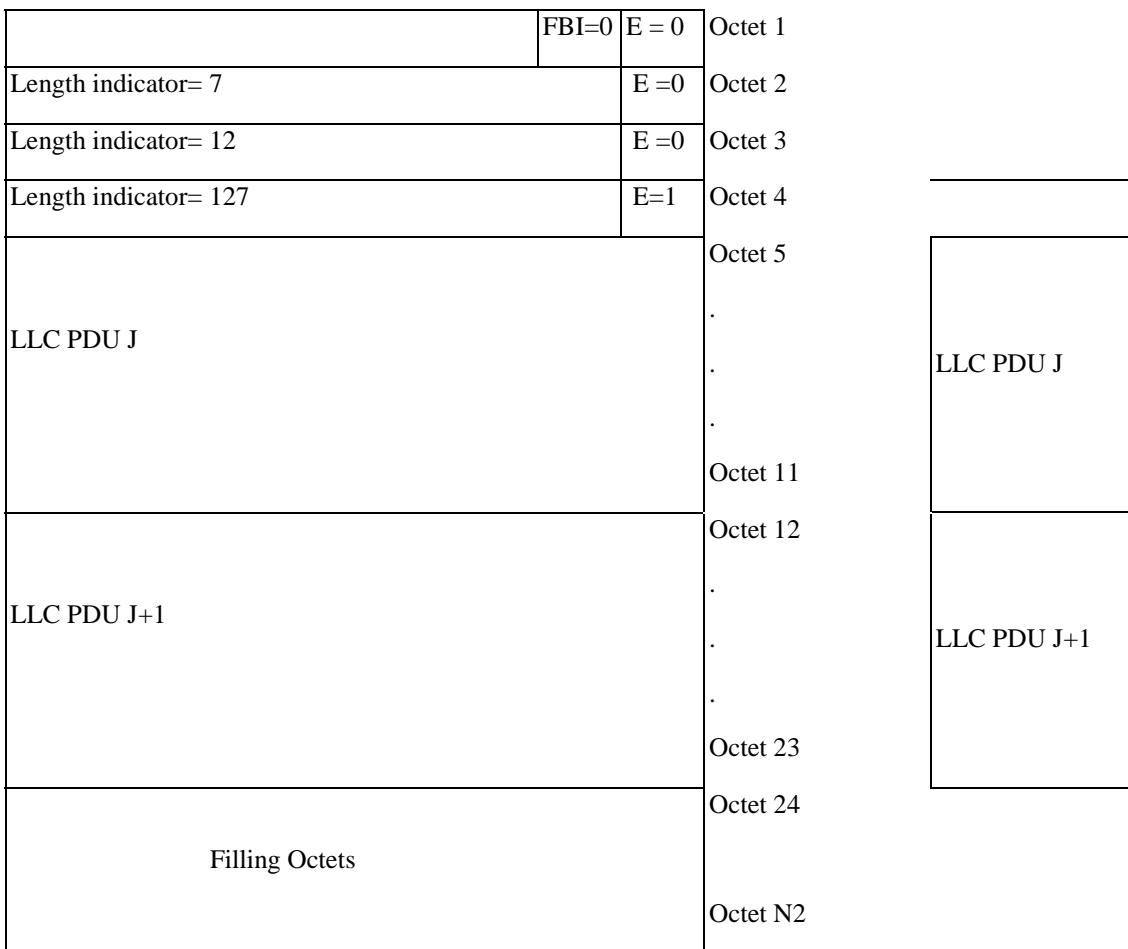 FBI=0 E = 0 Octet 1
Length indicator= 7 E =0 Octet 2
Length indicator= 12 E =0 Octet 3
Length indicator= 127 E=1 Octet 4
Octet 5
.
LLC PDU J
.
LLC PDU J
.
Octet 11
Octet 12
.
LLC PDU J+1
.
LLC PDU J+1
.
Octet 23
Octet 24
Filling Octets
Octet N2